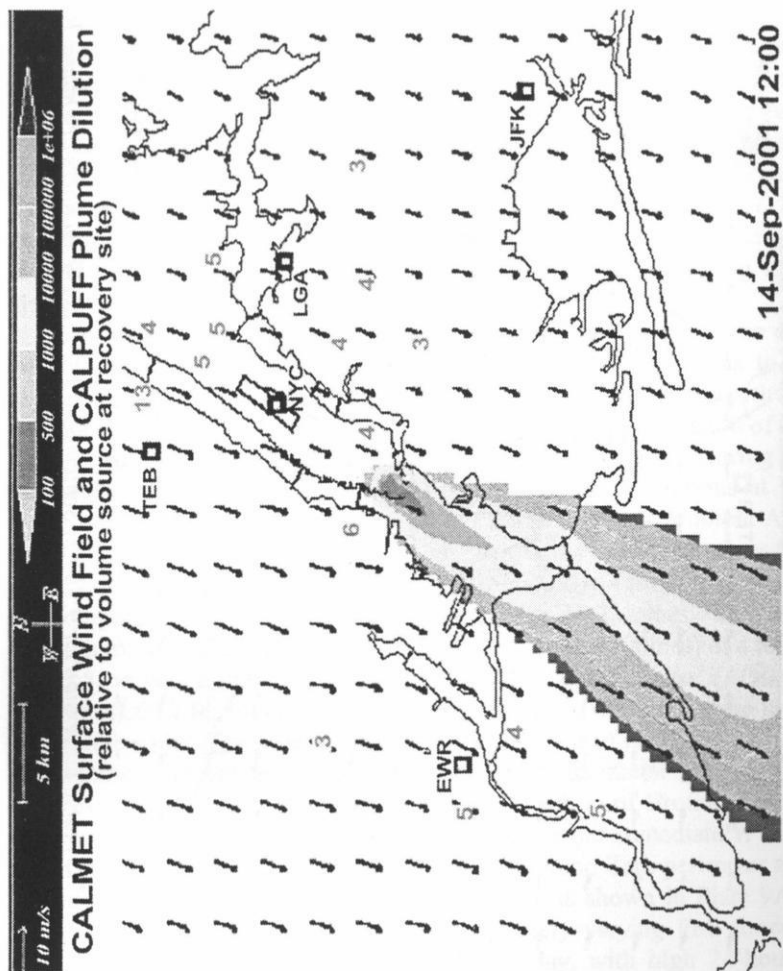 10 m/s
5 km
N
W E
100 500 1000 10000 100000 1e+06
CALMET Surface Wind Field and CALPUFF Plume Dilution
(relative to volume source at recovery site)
TEB
13
4
5
5
5
NYC
LGA
3
4
4
3
4
6
3
EWR
4
5
5
JFK
14-Sep-2001 12:00